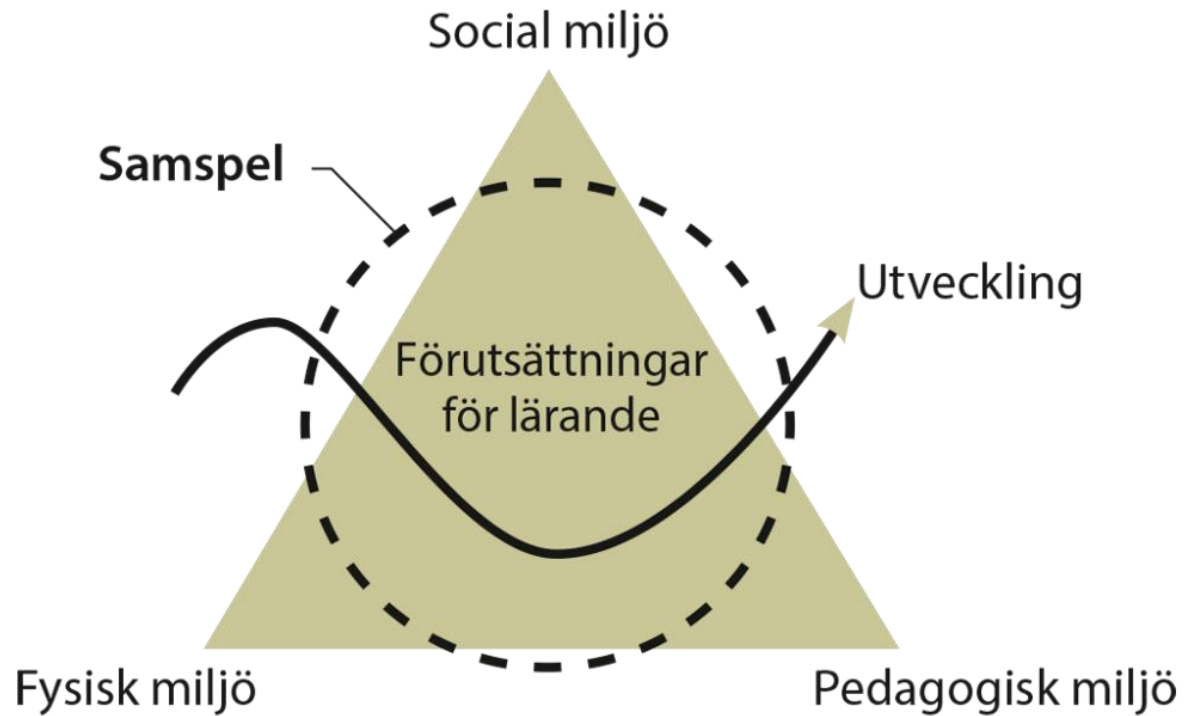 Social miljö
Samspel
Utveckling
Förutsättningar
för lärande
Fysisk miljö
Pedagogisk miljö